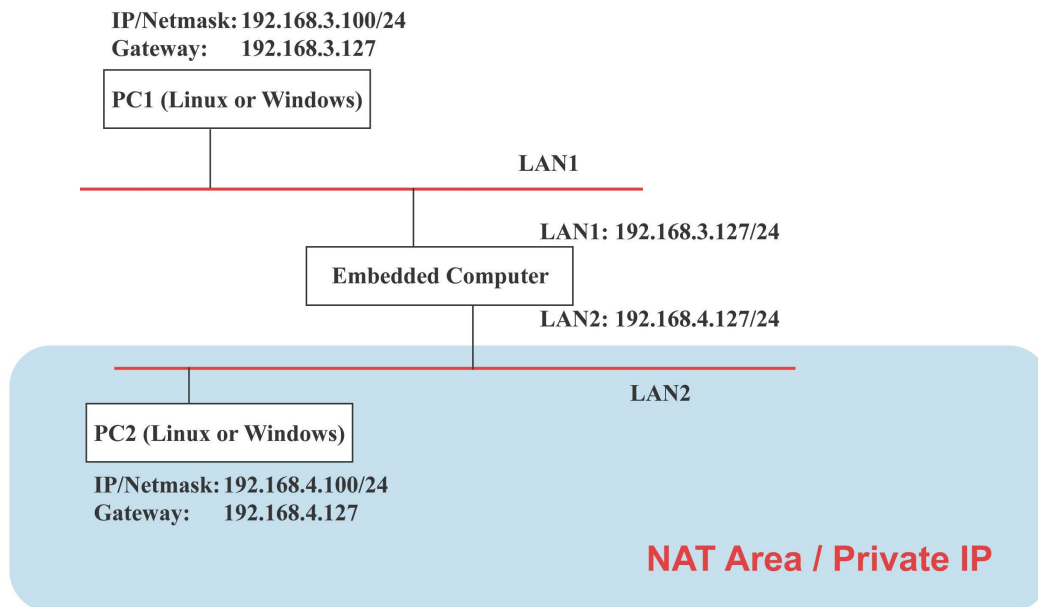 IP/Netmask: 192.168.3.100/24
Gateway: 192.168.3.127
PC1 (Linux or Windows)
LAN1
LAN1: 192.168.3.127/24
Embedded Computer
LAN2: 192.168.4.127/24
LAN2
PC2 (Linux or Windows)
IP/Netmask: 192.168.4.100/24
Gateway: 192.168.4.127
NAT Area / Private IP